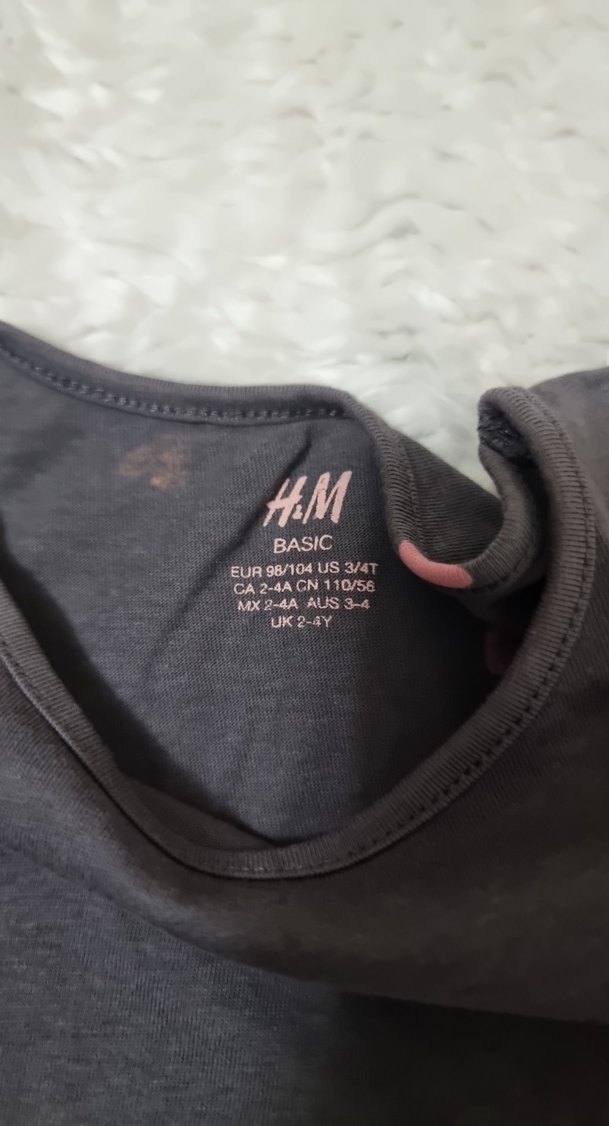 H&M
BASIC
EUR 98/104 US 3/4T
CA 2-4A CN 110/56
MX 2-4A AUS 3-4
UK 2-4Y